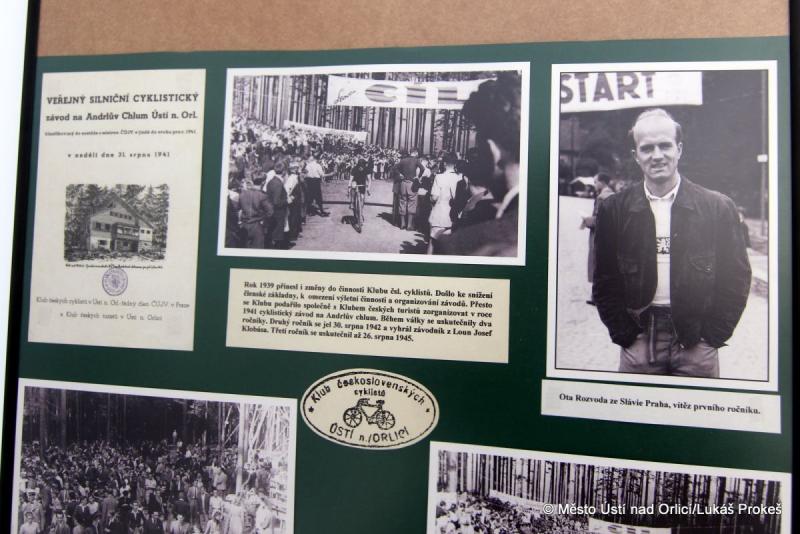 VEŘEJNÝ SILNIČNÍ CYKLISTICKÝ
závod na Andrlův Chlum Ústí n. Orl.
v neděli dne 31. srpna 1941
Klub českých cyklistů v Ústí n. Orl.-řádný člen ČÚJV v Praze
a Klub českých turistů v Ústí n. Orlicí
CÍL
START
Rok 1939 přinesl i změny do činnosti Klubu čsl. cyklistů. Došlo ke snížení
členské základny, k omezení výletní činnosti a organizování závodů. Přesto
se Klubu podařilo společně s Klubem českých turistů zorganizovat v roce
1941 cyklistický závod na Andrlův chlum. Během války se uskutečnily dva
ročníky. Druhý ročník se jel 30. srpna 1942 a vyhrál závodník z Loun Josef
Klobása. Třetí ročník se uskutečnil až 26. srpna 1945.
Ota Rozvoda ze Slávie Praha, vítěz prvního ročníku.
Klub československých
cyklistů
ÚSTÍ n./ORLICÍ
© Město Ústí nad Orlicí/Lukáš Prokeš